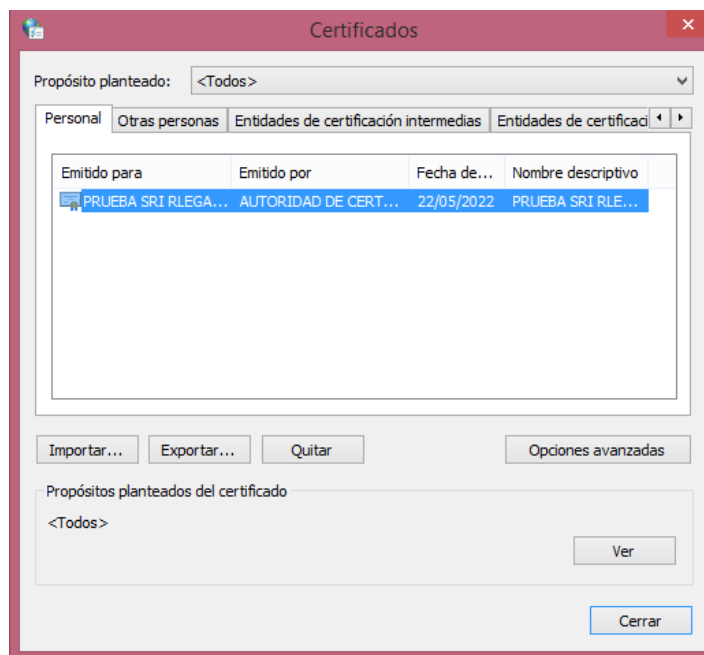 Certificados
Propósito planteado: <Todos>
Personal Otras personas Entidades de certificación intermedias Entidades de certificaci
Emitido para Emitido por Fecha de... Nombre descriptivo
PRUEBA SRI RLEGA... AUTORIDAD DE CERT... 22/05/2022 PRUEBA SRI RLE...
Importar... Exportar... Quitar Opciones avanzadas
Propósitos planteados del certificado
<Todos>
Ver
Cerrar